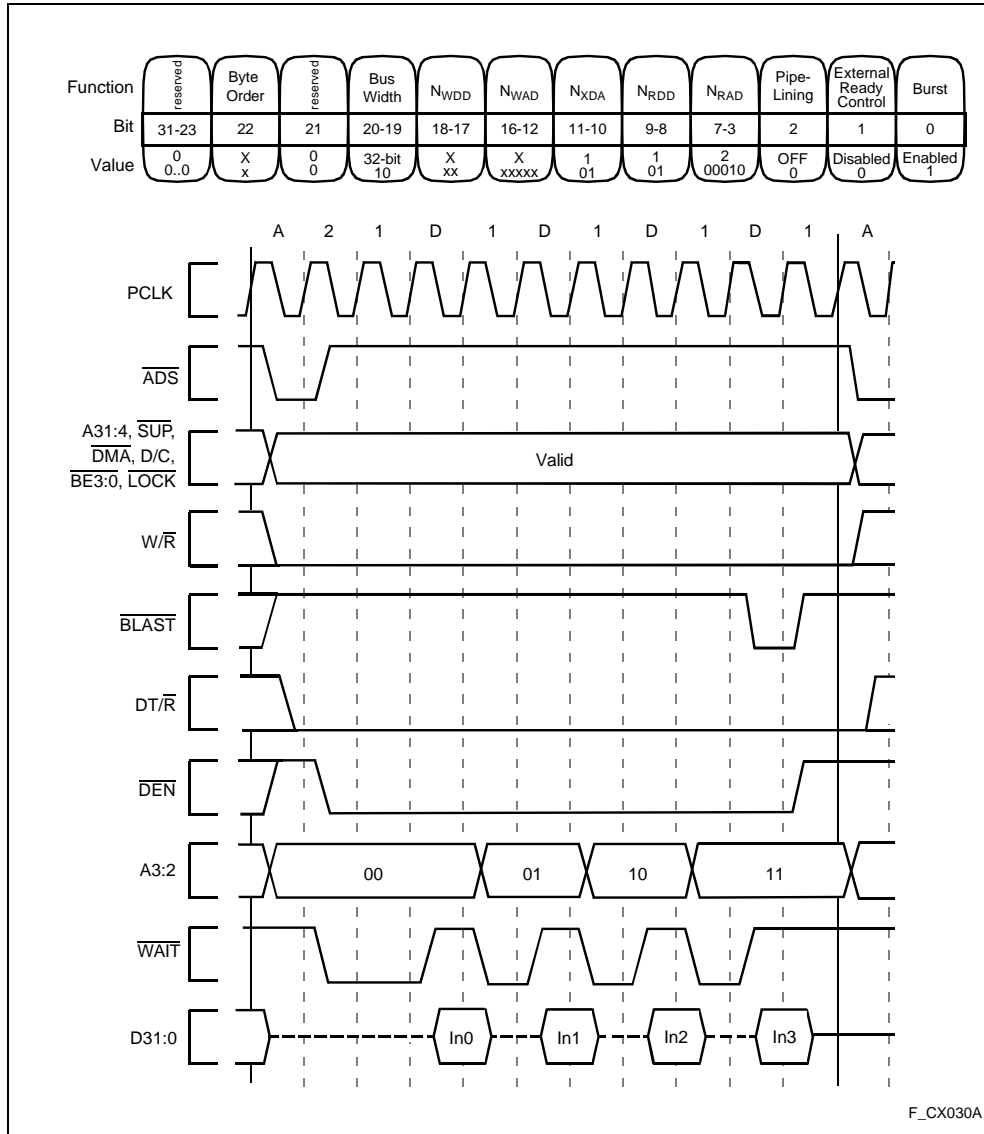 Function reserved Byte Order reserved Bus Width NWDD NWAD NXDA NRDD NRAD Pipe-Lining External Ready Control Burst
Bit 31-23 22 21 20-19 18-17 16-12 11-10 9-8 7-3 2 1 0
Value 0 X 0 32-bit X X 1 1 2 OFF Disabled Enabled
0..0 x 0 10 xx xxxxx 01 01 00010 0 0 1
A 2 1 D 1 D 1 D 1 D 1 A
PCLK
ADS
A31:4, SUP,
DMA, D/C,
BE3:0, LOCK
Valid
W/R
BLAST
DT/R
DEN
A3:2 00 01 10 11
WAIT
D31:0 In0 In1 In2 In3
F_CX030A